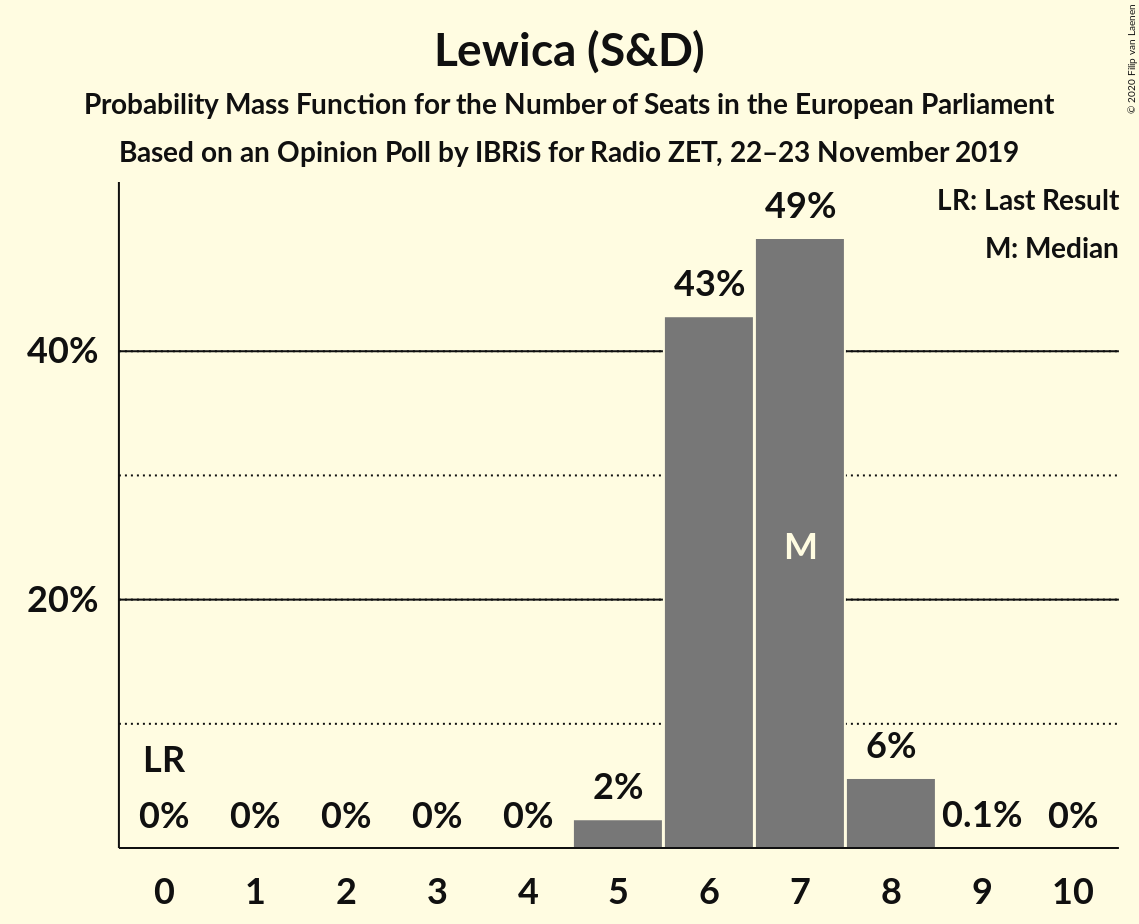 Lewica (S&D)
Probability Mass Function for the Number of Seats in the European Parliament
Based on an Opinion Poll by IBRiS for Radio ZET, 22–23 November 2019
© 2020 Filip van Laenen
LR: Last Result
M: Median
49%
43%
40%
M
20%
LR
6%
2%
0% 0% 0% 0% 0% 0.1% 0%
0 1 2 3 4 5 6 7 8 9 10